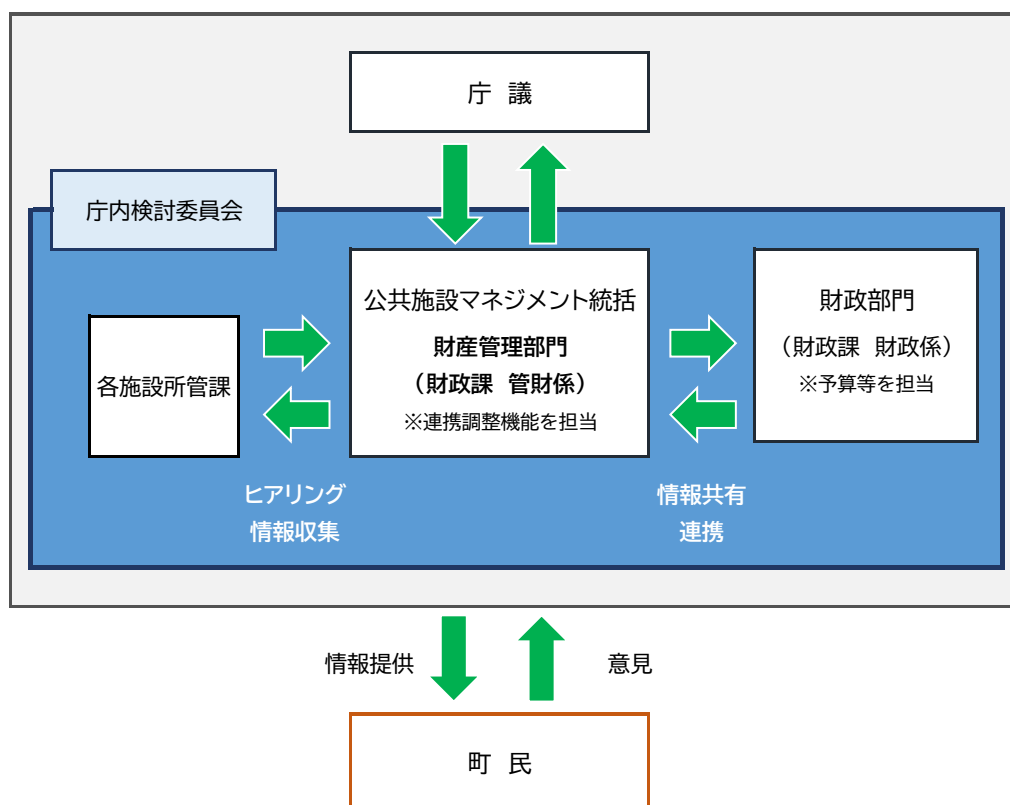 庁 議
庁内検討委員会
公共施設マネジメント統括
財産管理部門
（財政課 管財係）
※連携調整機能を担当
各施設所管課
財政部門
（財政課 財政係）
※予算等を担当
ヒアリング
情報収集
情報共有
連携
情報提供
意見
町 民